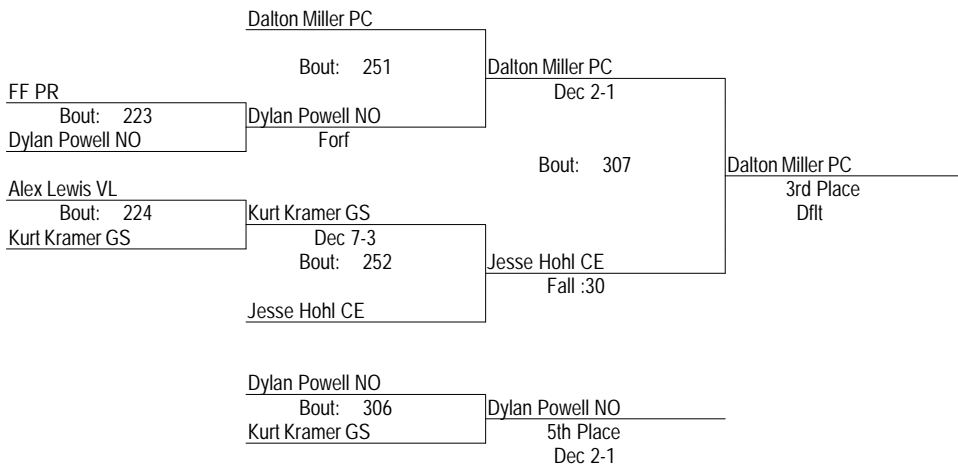 Dalton Miller PC
Bout: 251
Dalton Miller PC
FF PR
Dec 2-1
Bout: 223
Dylan Powell NO
Dylan Powell NO
Forf
Bout: 307
Dalton Miller PC
Alex Lewis VL
3rd Place
Bout: 224
Kurt Kramer GS
Dflt
Kurt Kramer GS
Dec 7-3
Bout: 252
Jesse Hohl CE
Fall :30
Jesse Hohl CE
Dylan Powell NO
Bout: 306
Dylan Powell NO
Kurt Kramer GS
5th Place
Dec 2-1